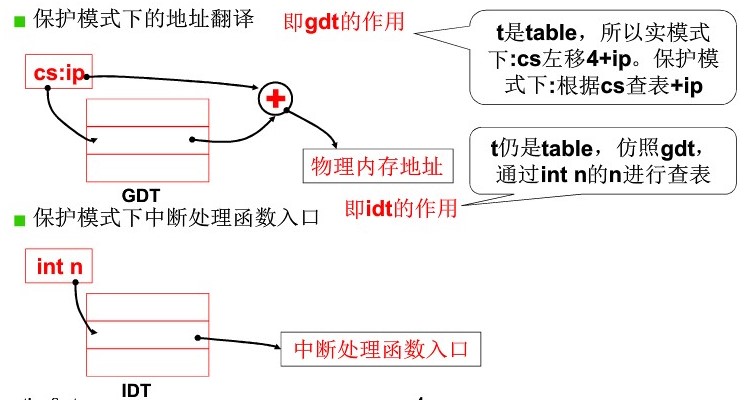 保护模式下的地址翻译
即gdt的作用
t是table，所以实模式
下:cs左移4+ip。保护模
式下:根据cs查表+ip
cs:ip
物理内存地址
GDT
t仍是table，仿照gdt，
通过int n的n进行查表
保护模式下中断处理函数入口
即idt的作用
int n
中断处理函数入口
IDT